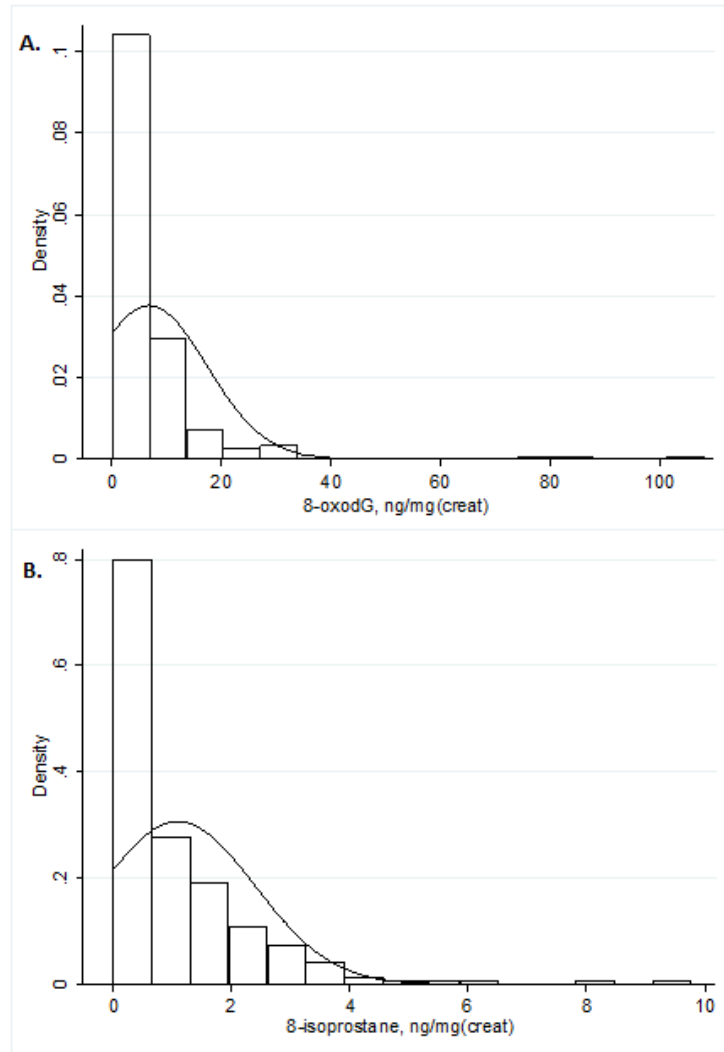 A.
Density
.1
.08
.06
.04
.02
0
0 20 40 60 80 100
8-oxodG, ng/mg(creat)
B.
Density
.8
.6
.4
.2
0
0 2 4 6 8 10
8-isoprostane, ng/mg(creat)